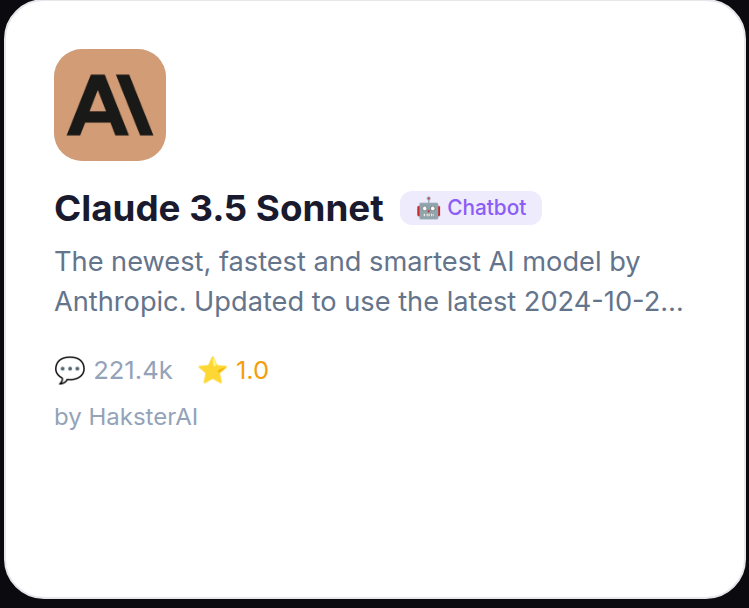 A\
Claude 3.5 Sonnet 🤖 Chatbot
The newest, fastest and smartest AI model by
Anthropic. Updated to use the latest 2024-10-2...
💬 221.4k ⭐ 1.0
by HaksterAI